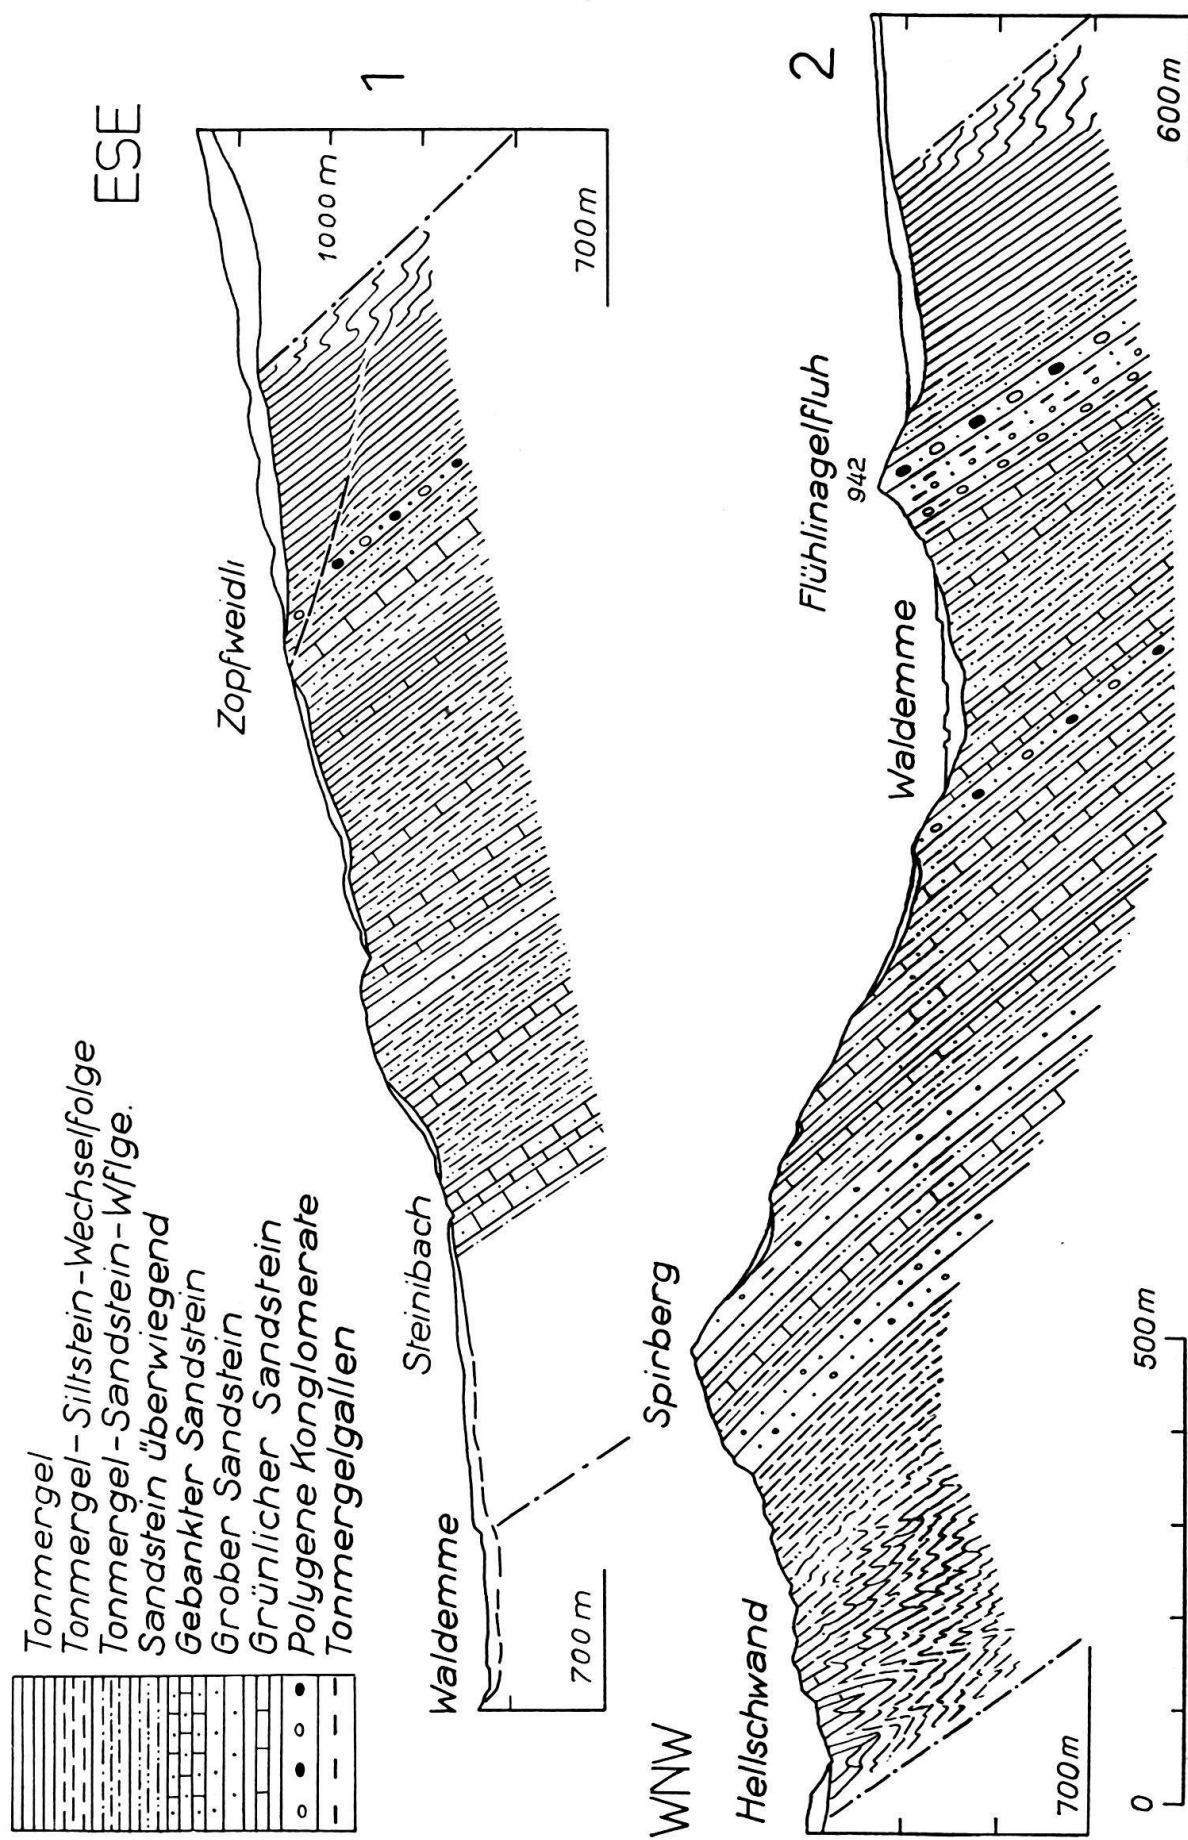 Tonmergel
Tonmergel-Siltstein-Wechselfolge
Tonmergel-Sandstein-Wflge.
Sandstein überwiegend
Gebankter Sandstein
Grober Sandstein
Grünlicher Sandstein
Polygene Konglomerate
Tonmergelgallen
ESE
1
Waldemme
Steinibach
Zopfweidli
1000 m
700 m
700 m
WNW
2
Hellschwand
Spirberg
Waldemme
Flühlinagelfluh
942
700 m
600 m
0
500 m